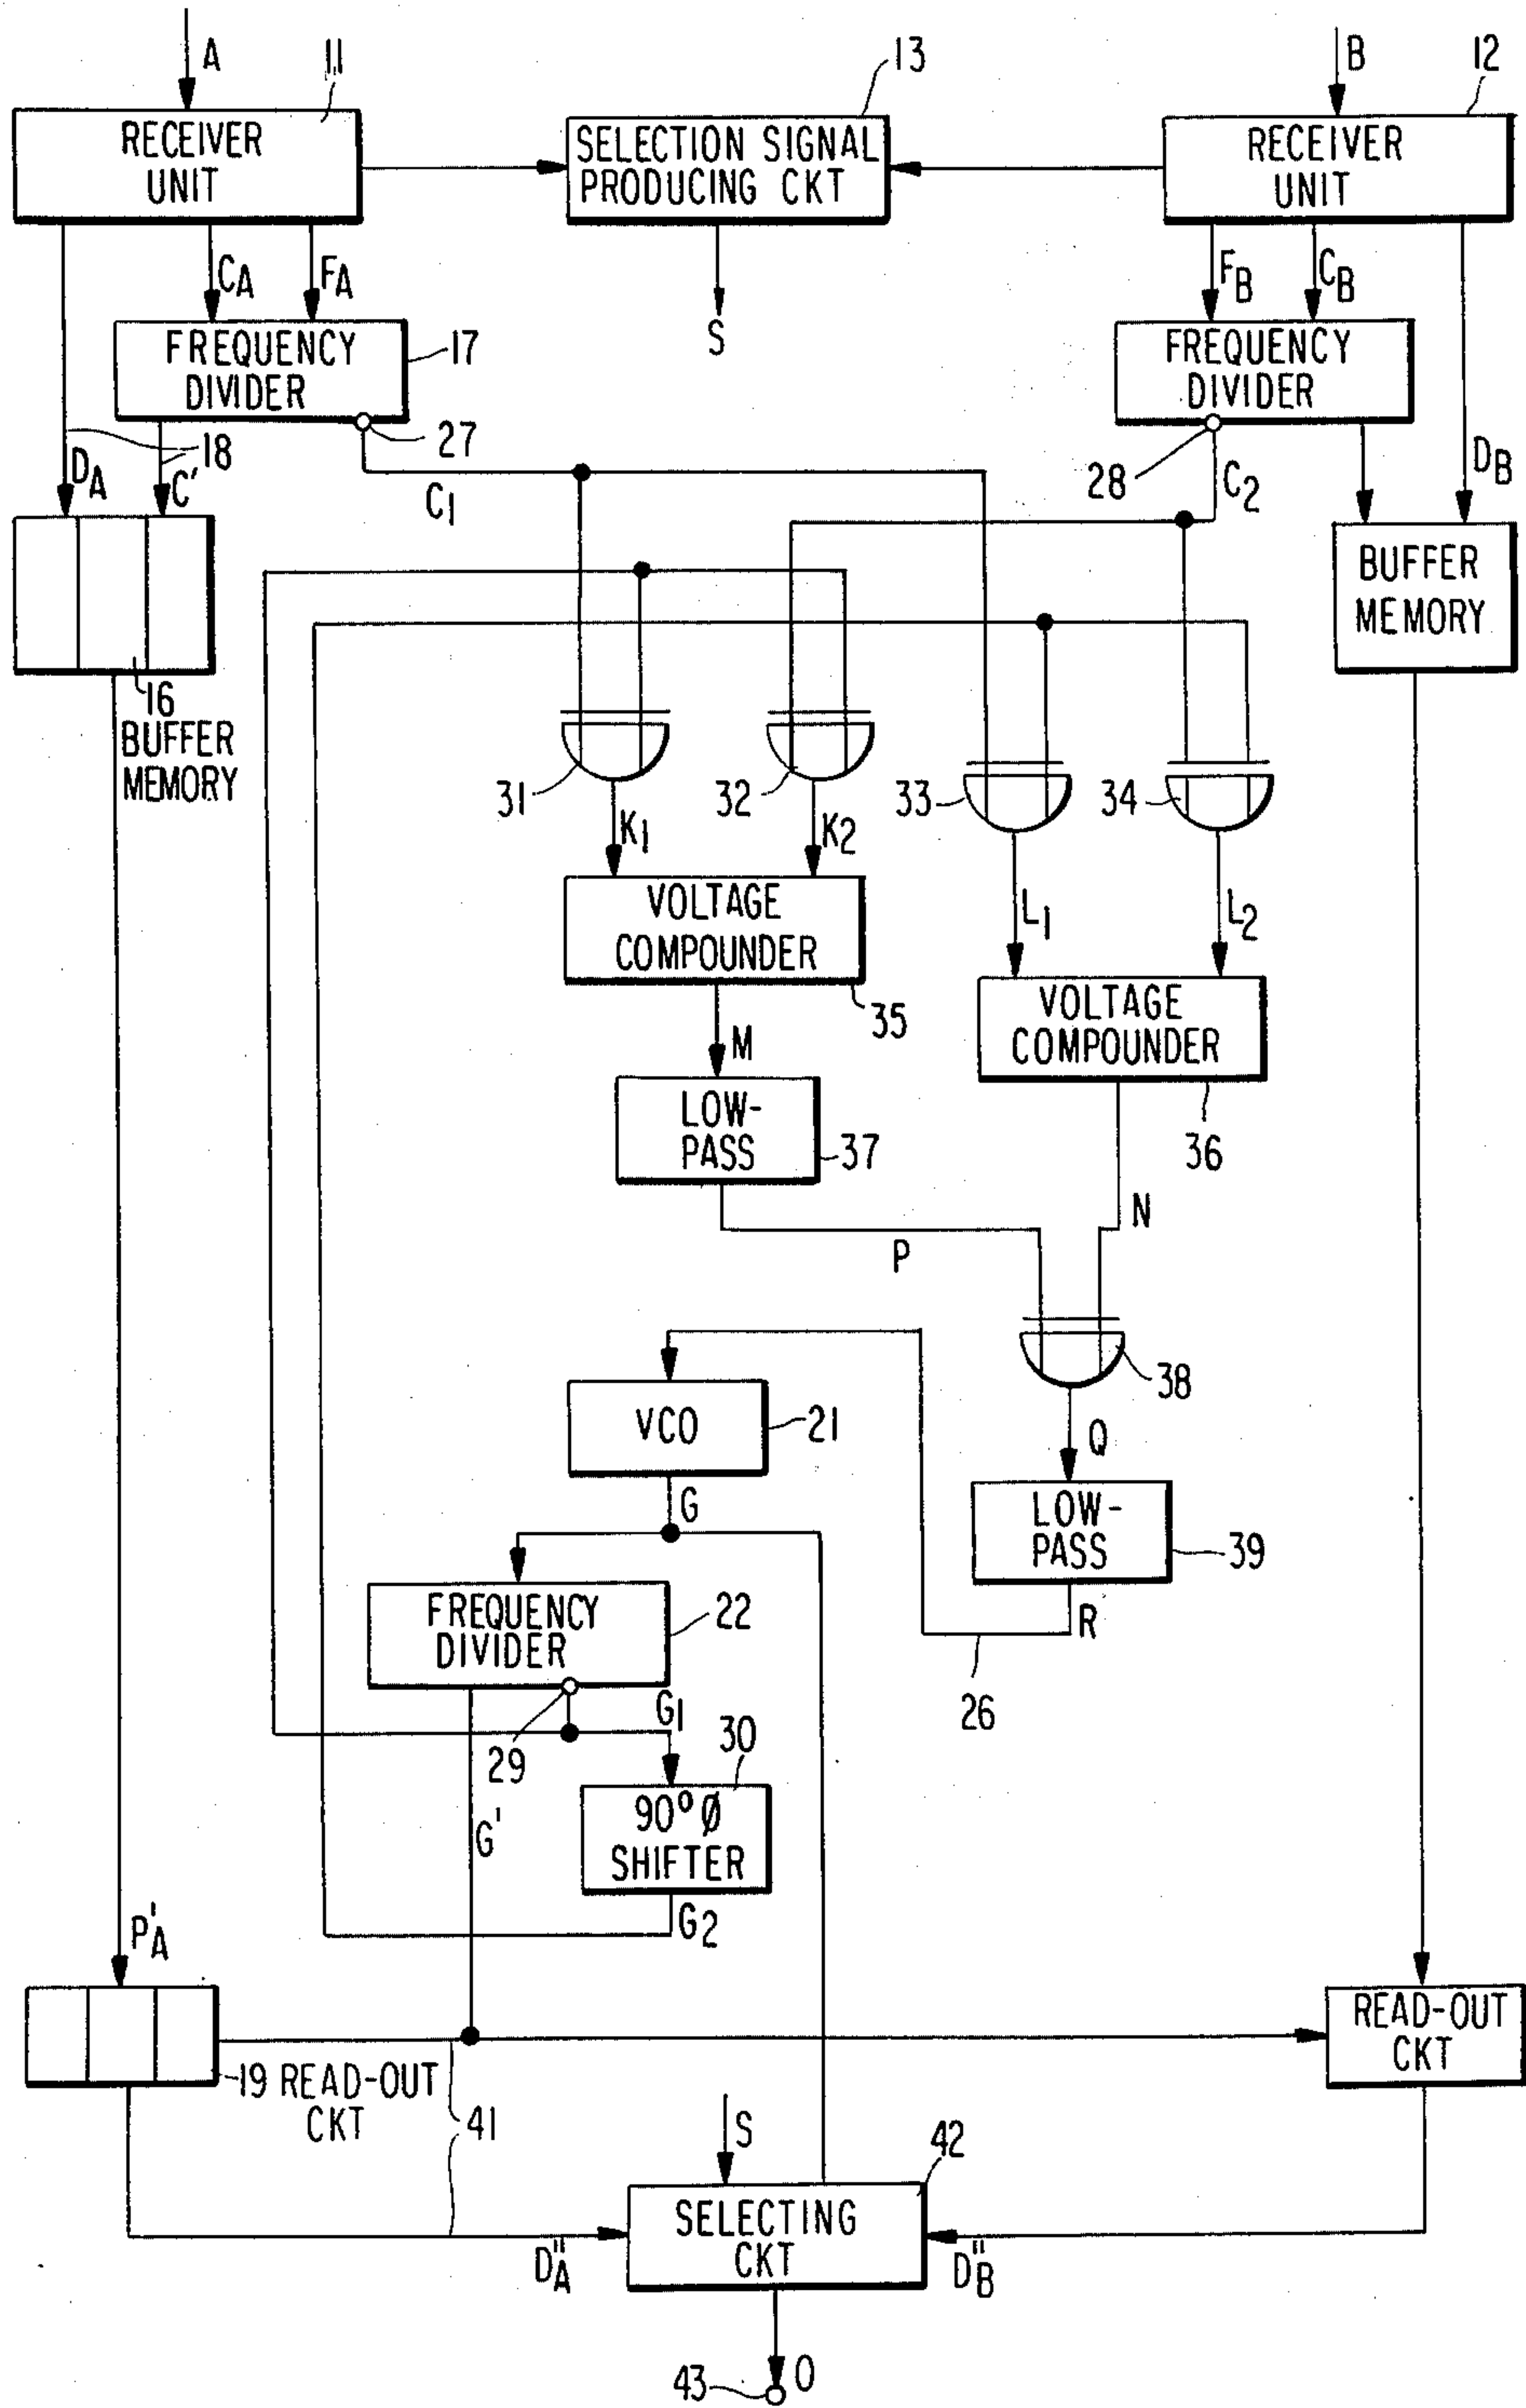 A
11
13
B
12
RECEIVER
UNIT
SELECTION SIGNAL
PRODUCING CKT
RECEIVER
UNIT
CA
FA
S
FB
CB
FREQUENCY
DIVIDER
17
FREQUENCY
DIVIDER
18
27
28
DA
C'
C1
C2
DB
BUFFER
MEMORY
16
BUFFER
MEMORY
31
32
33
34
K1
K2
L1
L2
VOLTAGE
COMPOUNDER
35
VOLTAGE
COMPOUNDER
36
M
LOW-
PASS
37
N
P
38
VCO
21
Q
G
LOW-
PASS
39
FREQUENCY
DIVIDER
22
R
26
G1
29
30
90° Ø
SHIFTER
G'
G2
P'A
READ-OUT
CKT
19 READ-OUT
CKT
41
S
42
SELECTING
CKT
D"A
D"B
43
O